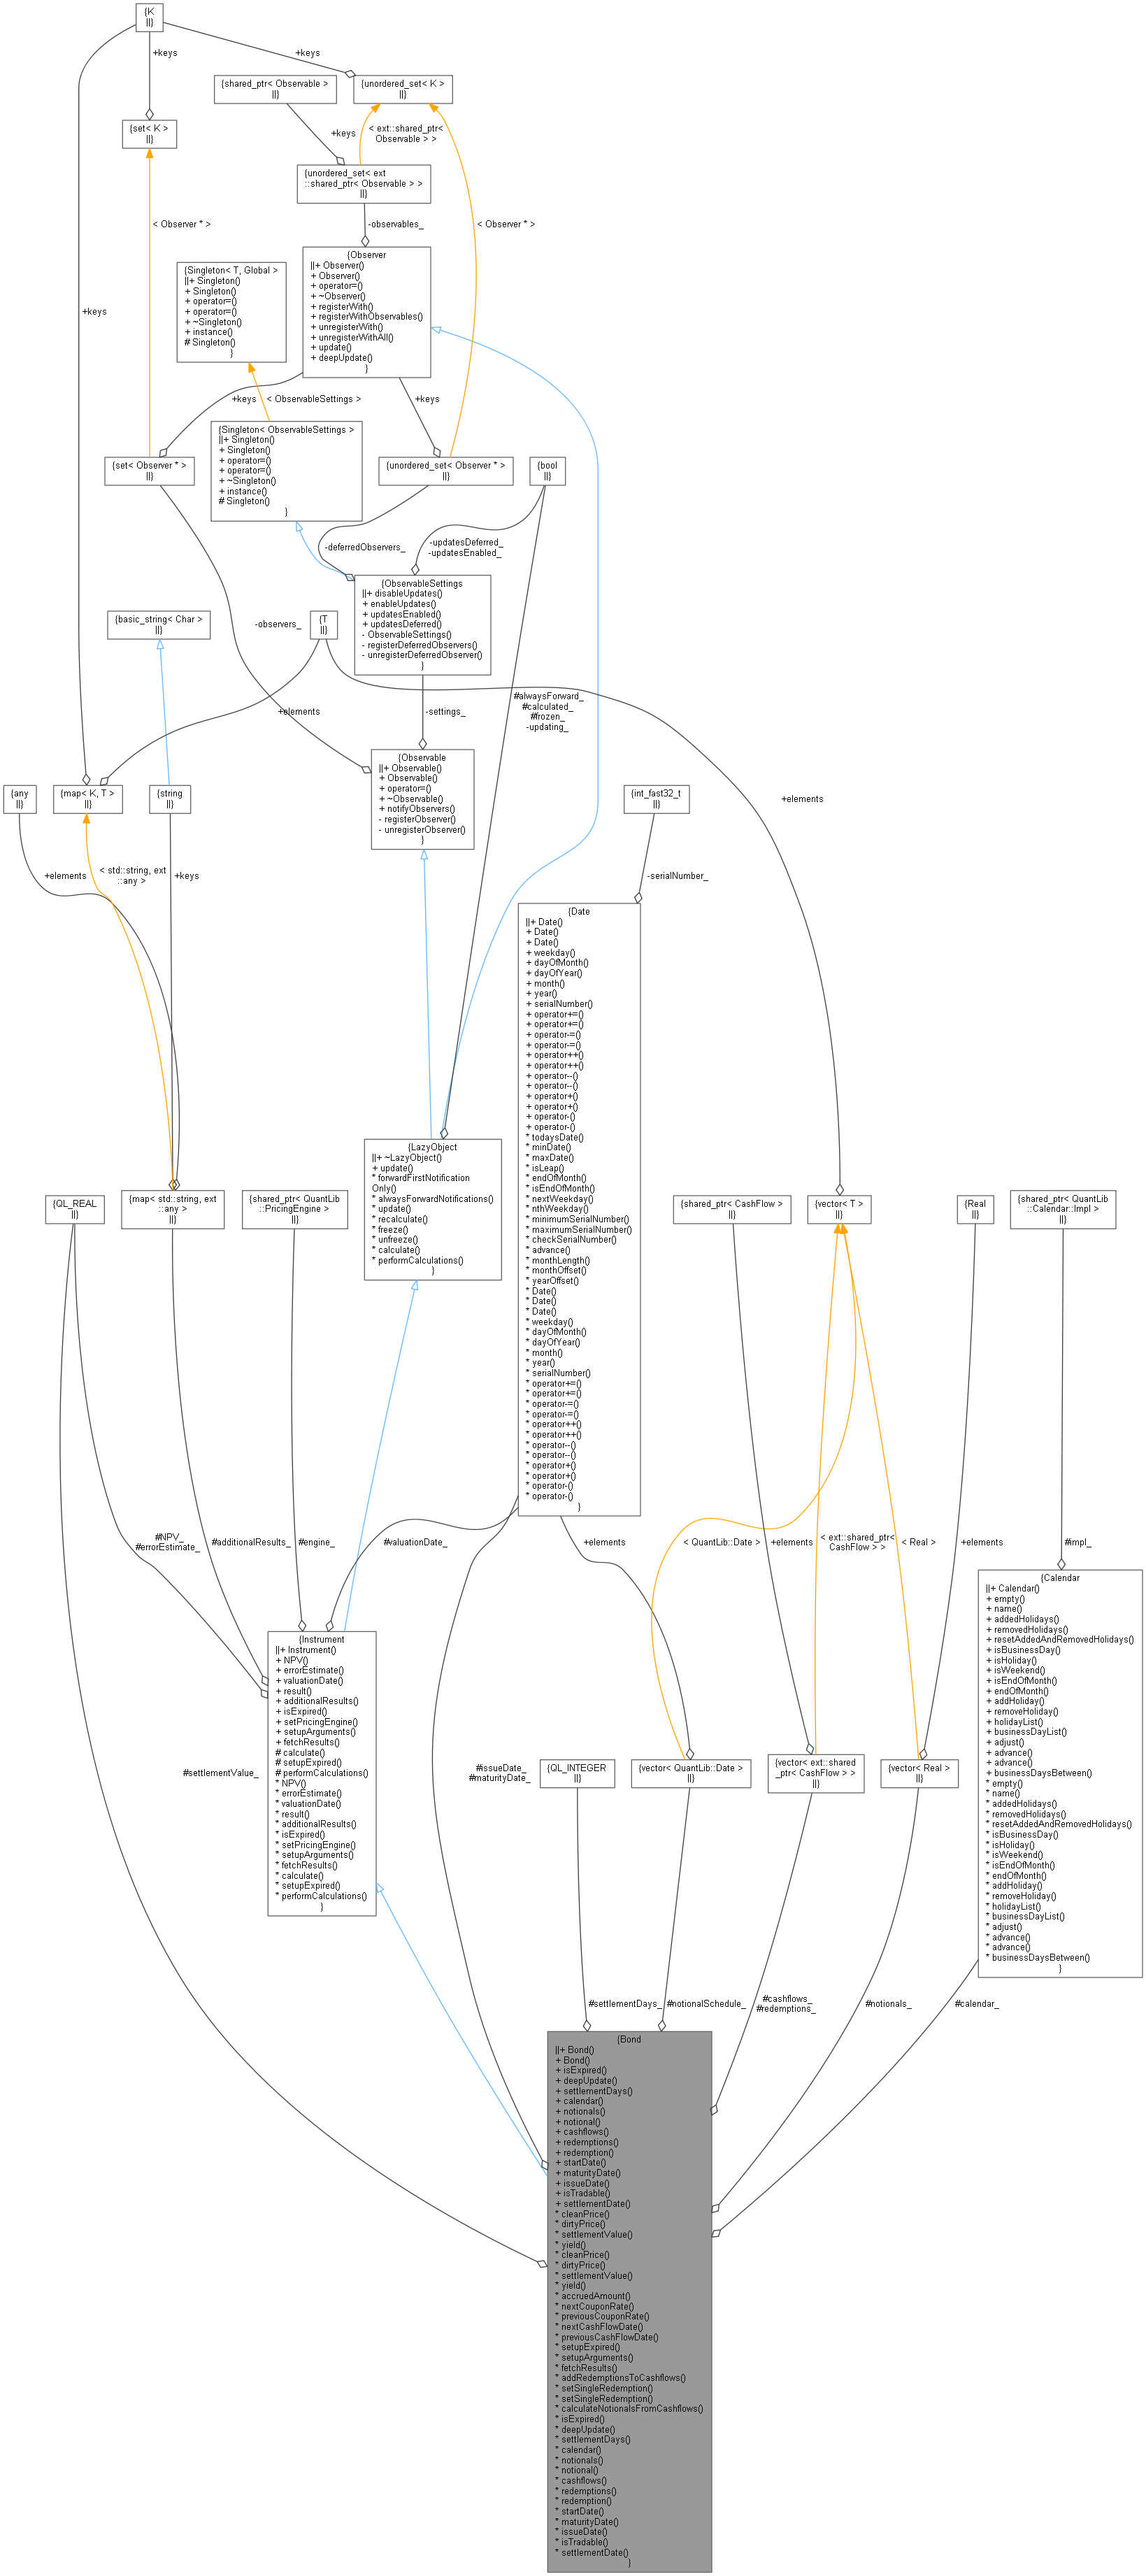 {K
||}
+keys
+keys
{shared_ptr< Observable >
||}
{unordered_set< K >
||}
{set< K >
||}
+keys
< ext::shared_ptr<
Observable > >
{unordered_set< ext
::shared_ptr< Observable > >
||}
< Observer * >
-observables_
< Observer * >
{Observer
||+ Observer()
+ Observer()
+ operator=()
+ ~Observer()
+ registerWith()
+ registerWithObservables()
+ unregisterWith()
+ unregisterWithAll()
+ update()
+ deepUpdate()
}
{Singleton< T, Global >
||+ Singleton()
+ Singleton()
+ operator=()
+ operator=()
+ ~Singleton()
+ instance()
# Singleton()
}
+keys
+keys
< ObservableSettings >
+keys
{Singleton< ObservableSettings >
||+ Singleton()
+ Singleton()
+ operator=()
+ operator=()
+ ~Singleton()
+ instance()
# Singleton()
}
{set< Observer * >
||}
{unordered_set< Observer * >
||}
{bool
||}
-deferredObservers_
-updatesDeferred_
-updatesEnabled_
{ObservableSettings
||+ disableUpdates()
+ enableUpdates()
+ updatesEnabled()
+ updatesDeferred()
- ObservableSettings()
- registerDeferredObservers()
- unregisterDeferredObserver()
}
{basic_string< Char >
||}
-observers_
{T
||}
+elements
-settings_
#alwaysForward_
#calculated_
#frozen_
-updating_
{Observable
||+ Observable()
+ Observable()
+ operator=()
+ ~Observable()
+ notifyObservers()
- registerObserver()
- unregisterObserver()
}
{any
||}
{map< K, T >
||}
{string
||}
{int_fast32_t
||}
+elements
+elements
< std::string, ext
::any >
+keys
-serialNumber_
{Date
||+ Date()
+ Date()
+ Date()
+ weekday()
+ dayOfMonth()
+ dayOfYear()
+ month()
+ year()
+ serialNumber()
+ operator+=()
+ operator+=()
+ operator-=()
+ operator-=()
+ operator++()
+ operator++()
+ operator--()
+ operator--()
+ operator+()
+ operator+()
+ operator-()
+ operator-()
* todaysDate()
* minDate()
* maxDate()
* isLeap()
* endOfMonth()
* isEndOfMonth()
* nextWeekday()
* nthWeekday()
* minimumSerialNumber()
* maximumSerialNumber()
* checkSerialNumber()
* advance()
* monthLength()
* monthOffset()
* yearOffset()
* Date()
* Date()
* Date()
* weekday()
* dayOfMonth()
* dayOfYear()
* month()
* year()
* serialNumber()
* operator+=()
* operator+=()
* operator-=()
* operator-=()
* operator++()
* operator++()
* operator--()
* operator--()
* operator+()
* operator+()
* operator-()
* operator-()
}
{LazyObject
||+ ~LazyObject()
+ update()
* forwardFirstNotification
Only()
* alwaysForwardNotifications()
* update()
* recalculate()
* freeze()
* unfreeze()
* calculate()
* performCalculations()
}
{QL_REAL
||}
{map< std::string, ext
::any >
||}
{shared_ptr< QuantLib
::PricingEngine >
||}
{shared_ptr< CashFlow >
||}
{vector< T >
||}
{Real
||}
{shared_ptr< QuantLib
::Calendar::Impl >
||}
#NPV_
#errorEstimate_
#additionalResults_
#engine_
#valuationDate_
+elements
< QuantLib::Date >
+elements
< ext::shared_ptr<
CashFlow > >
< Real >
+elements
#impl_
{Calendar
||+ Calendar()
+ empty()
+ name()
+ addedHolidays()
+ removedHolidays()
+ resetAddedAndRemovedHolidays()
+ isBusinessDay()
+ isHoliday()
+ isWeekend()
+ isEndOfMonth()
+ endOfMonth()
+ addHoliday()
+ removeHoliday()
+ holidayList()
+ businessDayList()
+ adjust()
+ advance()
+ advance()
+ businessDaysBetween()
* empty()
* name()
* addedHolidays()
* removedHolidays()
* resetAddedAndRemovedHolidays()
* isBusinessDay()
* isHoliday()
* isWeekend()
* isEndOfMonth()
* endOfMonth()
* addHoliday()
* removeHoliday()
* holidayList()
* businessDayList()
* adjust()
* advance()
* advance()
* businessDaysBetween()
}
{Instrument
||+ Instrument()
+ NPV()
+ errorEstimate()
+ valuationDate()
+ result()
+ additionalResults()
+ isExpired()
+ setPricingEngine()
+ setupArguments()
+ fetchResults()
# calculate()
# setupExpired()
# performCalculations()
* NPV()
* errorEstimate()
* valuationDate()
* result()
* additionalResults()
* isExpired()
* setPricingEngine()
* setupArguments()
* fetchResults()
* calculate()
* setupExpired()
* performCalculations()
}
#settlementValue_
#issueDate_
#maturityDate_
{QL_INTEGER
||}
{vector< QuantLib::Date >
||}
{vector< ext::shared
_ptr< CashFlow > >
||}
{vector< Real >
||}
#settlementDays_
#notionalSchedule_
#cashflows_
#redemptions_
#notionals_
#calendar_
{Bond
||+ Bond()
+ Bond()
+ isExpired()
+ deepUpdate()
+ settlementDays()
+ calendar()
+ notionals()
+ notional()
+ cashflows()
+ redemptions()
+ redemption()
+ startDate()
+ maturityDate()
+ issueDate()
+ isTradable()
+ settlementDate()
* cleanPrice()
* dirtyPrice()
* settlementValue()
* yield()
* cleanPrice()
* dirtyPrice()
* settlementValue()
* yield()
* accruedAmount()
* nextCouponRate()
* previousCouponRate()
* nextCashFlowDate()
* previousCashFlowDate()
* setupExpired()
* setupArguments()
* fetchResults()
* addRedemptionsToCashflows()
* setSingleRedemption()
* setSingleRedemption()
* calculateNotionalsFromCashflows()
* isExpired()
* deepUpdate()
* settlementDays()
* calendar()
* notionals()
* notional()
* cashflows()
* redemptions()
* redemption()
* startDate()
* maturityDate()
* issueDate()
* isTradable()
* settlementDate()
}